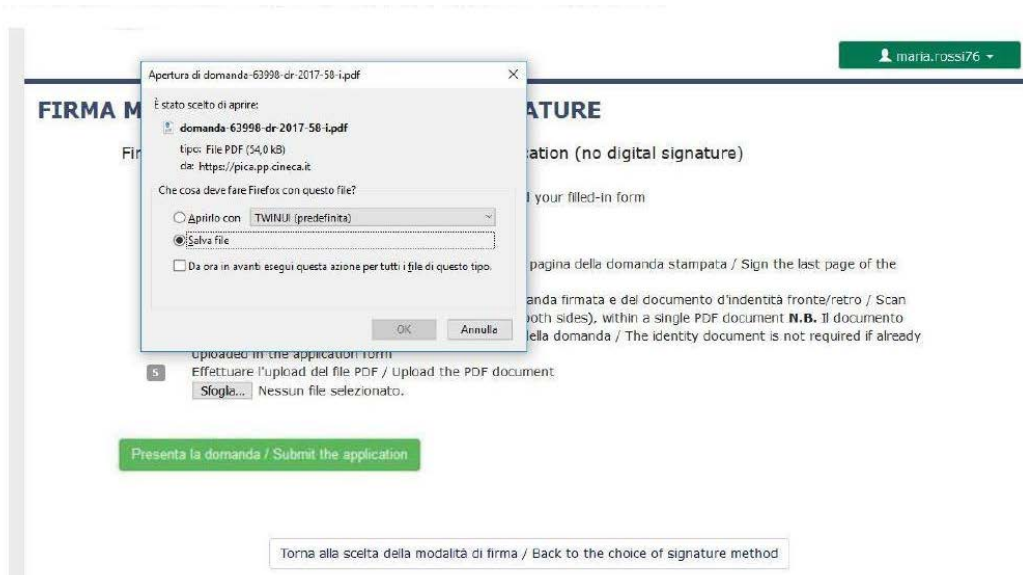 maria.rossi76
Apertura di domanda-63998-dr-2017-58-i.pdf
FIRMA M
ATURE
È stato scelto di aprire:
domanda-63998-dr-2017-58-i.pdf
tipo: File PDF (54,0 kB)
da: https://pica.pp.cineca.it
Fir
ation (no digital signature)
Che cosa deve fare Firefox con questo file?
your filled-in form
Aprirlo con TWINUI (predefinita)
Salva file
Da ora in avanti esegui questa azione per tutti i file di questo tipo.
pagina della domanda stampata / Sign the last page of the
anda firmata e del documento d'indentità fronte/retro / Scan
both sides), within a single PDF document N.B. Il documento
OK Annulla
della domanda / The identity document is not required if already
uploaded in the application form
5 Effettuare l'upload del file PDF / Upload the PDF document
Sfoglia... Nessun file selezionato.
Presenta la domanda / Submit the application
Torna alla scelta della modalità di firma / Back to the choice of signature method